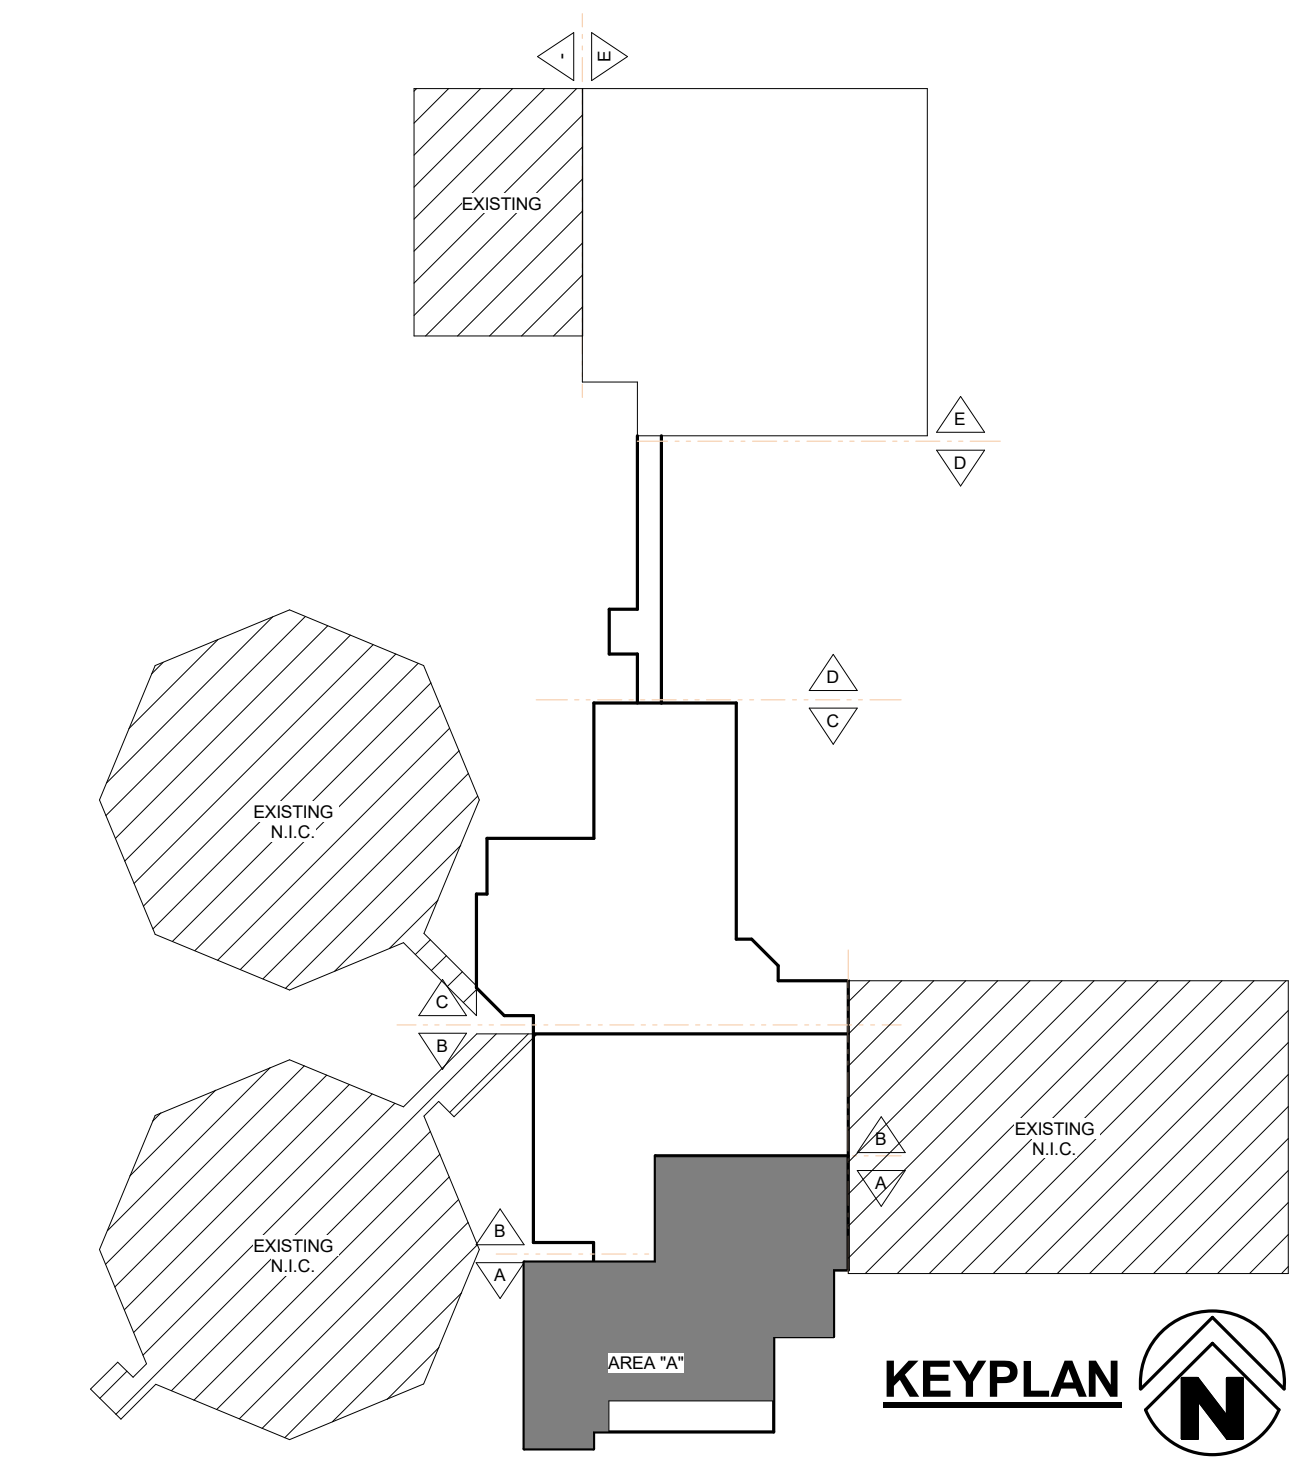 -
E
EXISTING
E
D
D
C
EXISTING
N.I.C.
C
B
B
A
EXISTING
N.I.C.
B
A
EXISTING
N.I.C.
AREA "A"
KEYPLAN
N